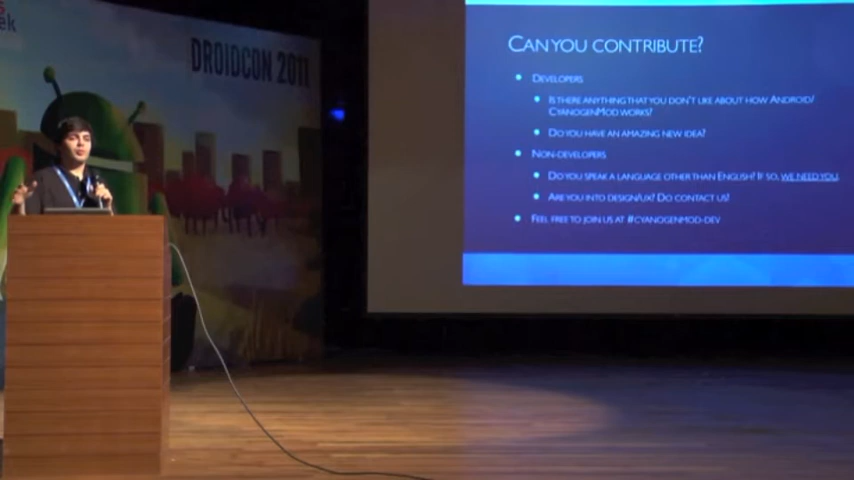 s
ek
DROIDCON 2011
CAN YOU CONTRIBUTE?
DEVELOPERS
IS THERE ANYTHING THAT YOU DON'T LIKE ABOUT HOW ANDROID/
CYANOGENMOD WORKS?
DO YOU HAVE AN AMAZING NEW IDEA?
NON-DEVELOPERS
DO YOU SPEAK A LANGUAGE OTHER THAN ENGLISH? IF SO, WE NEED YOU.
ARE YOU INTO DESIGN/UX? DO CONTACT US!
FEEL FREE TO JOIN US AT #CYANOGENMOD-DEV